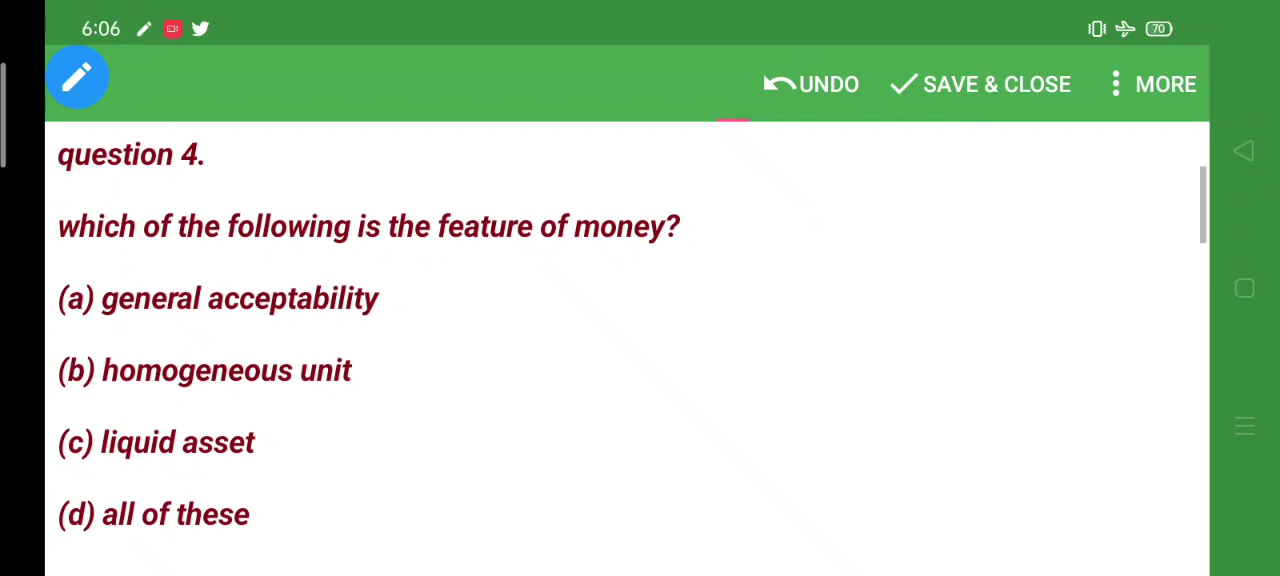 6:06
70
UNDO SAVE & CLOSE MORE
question 4.
which of the following is the feature of money?
(a) general acceptability
(b) homogeneous unit
(c) liquid asset
(d) all of these